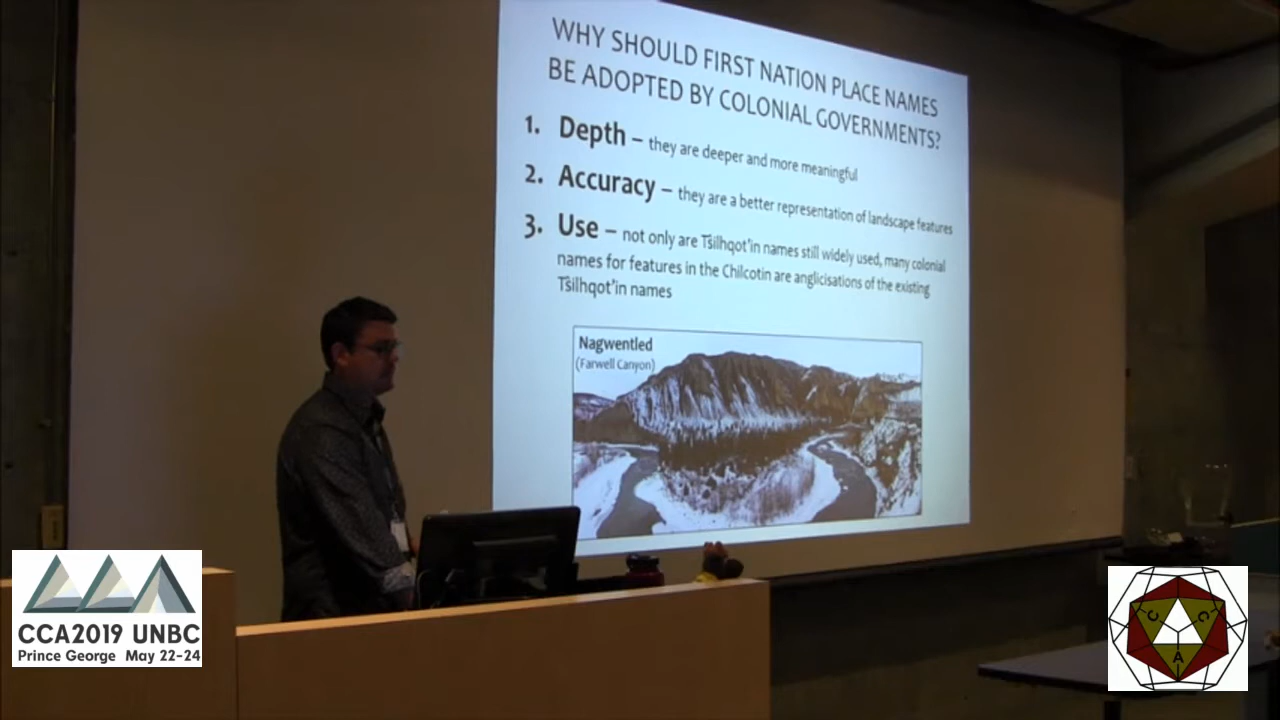 WHY SHOULD FIRST NATION PLACE NAMES
BE ADOPTED BY COLONIAL GOVERNMENTS?
1. Depth – they are deeper and more meaningful
2. Accuracy – they are a better representation of landscape features
3. Use – not only are T̂silhqot'in names still widely used, many colonial
names for features in the Chilcotin are anglicisations of the existing
T̂silhqot'in names
Nagwentled
(Farwell Canyon)
CCA2019 UNBC
Prince George May 22-24
C C
A